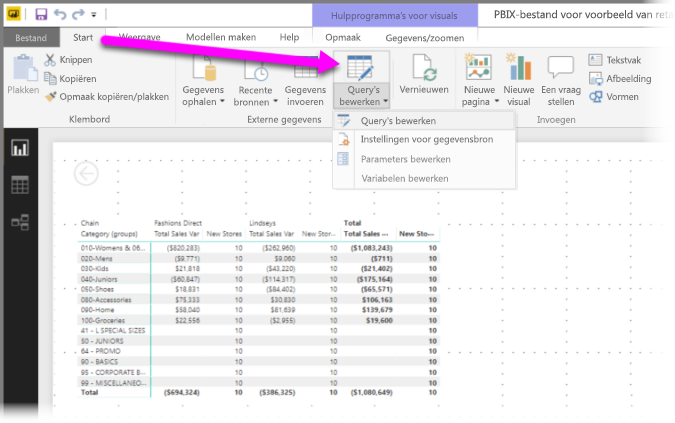 Hulpprogramma's voor visuals PBIX-bestand voor voorbeeld van reta
Bestand Start Weergave Modellen maken Help Opmaak Gegevens/zoomen
Plakken
Knippen
Kopiëren
Opmaak kopiëren/plakken
Klembord
Gegevens ophalen
Recente bronnen
Gegevens invoeren
Externe gegevens
Query's bewerken
Vernieuwen
Nieuwe pagina
Nieuwe visual
Een vraag stellen
Tekstvak
Afbeelding
Vormen
Invoegen
Query's bewerken
Instellingen voor gegevensbron
Parameters bewerken
Variabelen bewerken
Chain Fashions Direct Lindseys Total
Category (groups) Total Sales Var New Stores Total Sales Var New Stor... Total Sales ... New Sto...
010-Womens & 06... ($820,283) 10 ($262,960) 10 ($1,083,243) 10
020-Mens ($9,771) 10 $9,060 10 ($711) 10
030-Kids $21,818 10 ($43,220) 10 ($21,402) 10
040-Juniors ($60,847) 10 ($114,317) 10 ($175,164) 10
050-Shoes $18,831 10 ($84,402) 10 ($65,571) 10
080-Accessories $75,333 10 $30,830 10 $106,163 10
090-Home $58,040 10 $81,639 10 $139,679 10
100-Groceries $22,556 10 ($2,955) 10 $19,600 10
41 - L SPECIAL SIZES 10 10 10
50 - JUNIORS 10 10 10
64 - PROMO 10 10 10
90 - BASICS 10 10 10
95 - CORPORATE B... 10 10 10
99 - MISCELLANEO... 10 10 10
Total ($694,324) 10 ($386,325) 10 ($1,080,649) 10